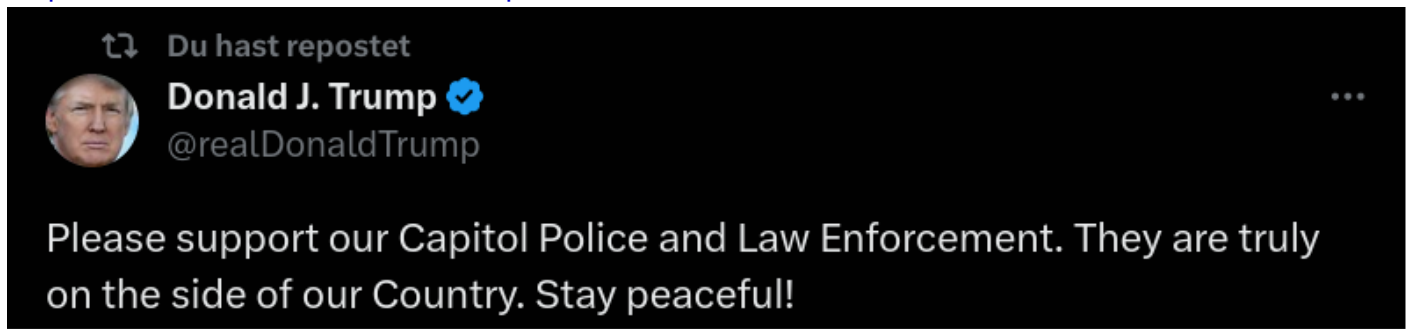 Du hast repostet
Donald J. Trump
@realDonaldTrump
Please support our Capitol Police and Law Enforcement. They are truly
on the side of our Country. Stay peaceful!